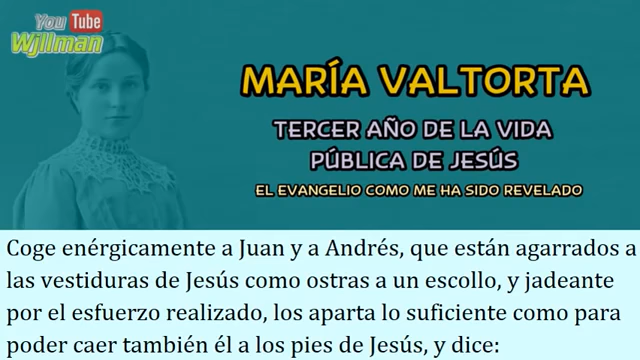 You Tube
Wjllman
MARÍA VALTORTA
TERCER AÑO DE LA VIDA
PÚBLICA DE JESÚS
EL EVANGELIO COMO ME HA SIDO REVELADO
Coge enérgicamente a Juan y a Andrés, que están agarrados a
las vestiduras de Jesús como ostras a un escollo, y jadeante
por el esfuerzo realizado, los aparta lo suficiente como para
poder caer también él a los pies de Jesús, y dice: